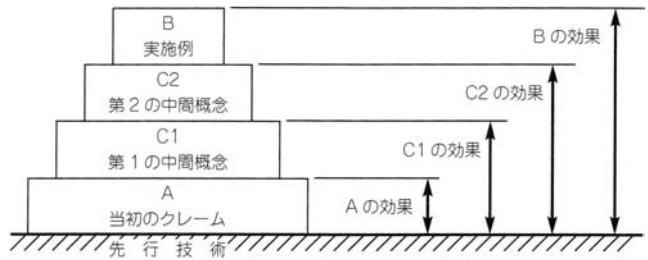 B
実施例
C2
第2の中間概念
C1
第1の中間概念
A
当初のクレーム
先行技術
Aの効果
C1の効果
C2の効果
Bの効果